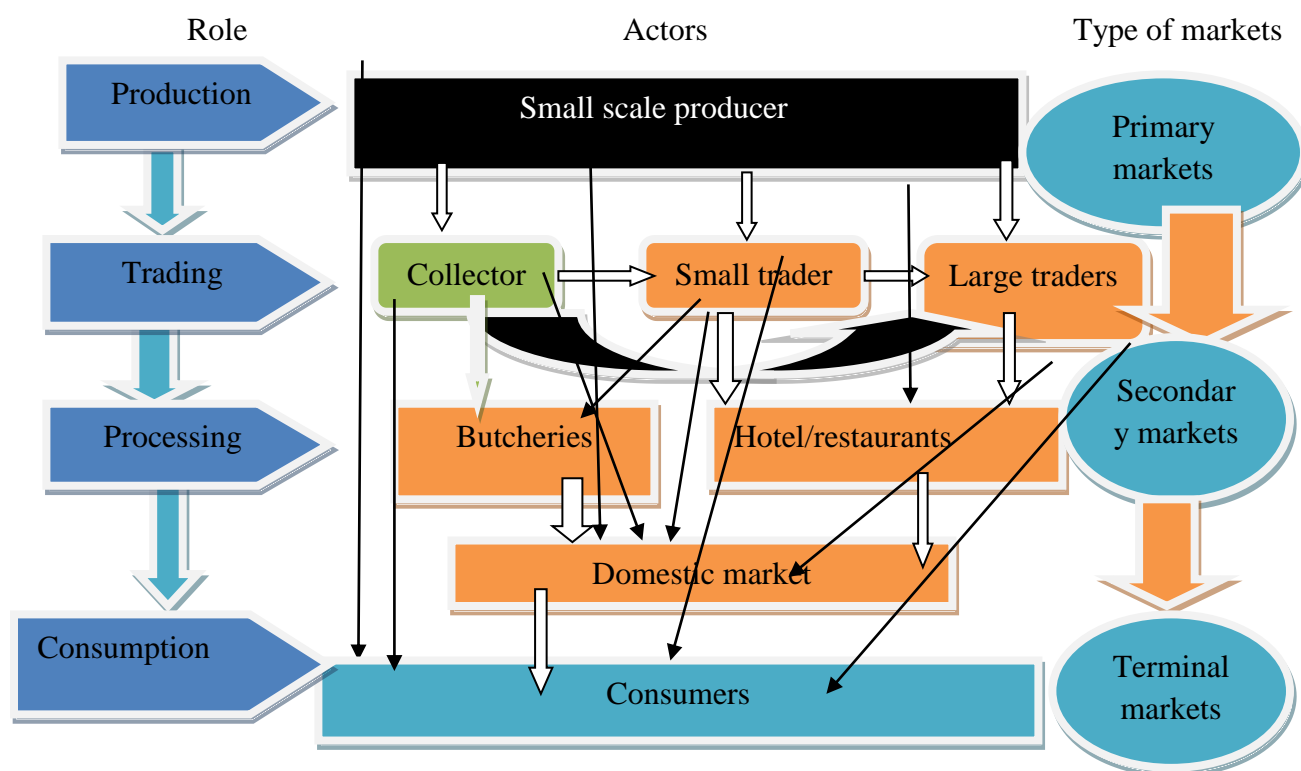 Role
Actors
Type of markets
Production
Small scale producer
Primary
markets
Trading
Collector
Small trader
Large traders
Processing
Butcheries
Hotel/restaurants
Secondar
y markets
Domestic market
Consumption
Consumers
Terminal
markets